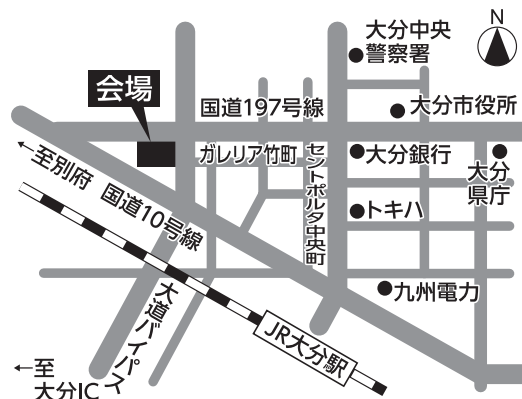 大分中央
警察署
N
会場
国道197号線
大分市役所
ガレリア竹町
セントポルタ中央町
大分銀行
大分
県庁
←至別府 国道10号線
トキハ
九州電力
大道バイパス
JR大分駅
←至
大分IC